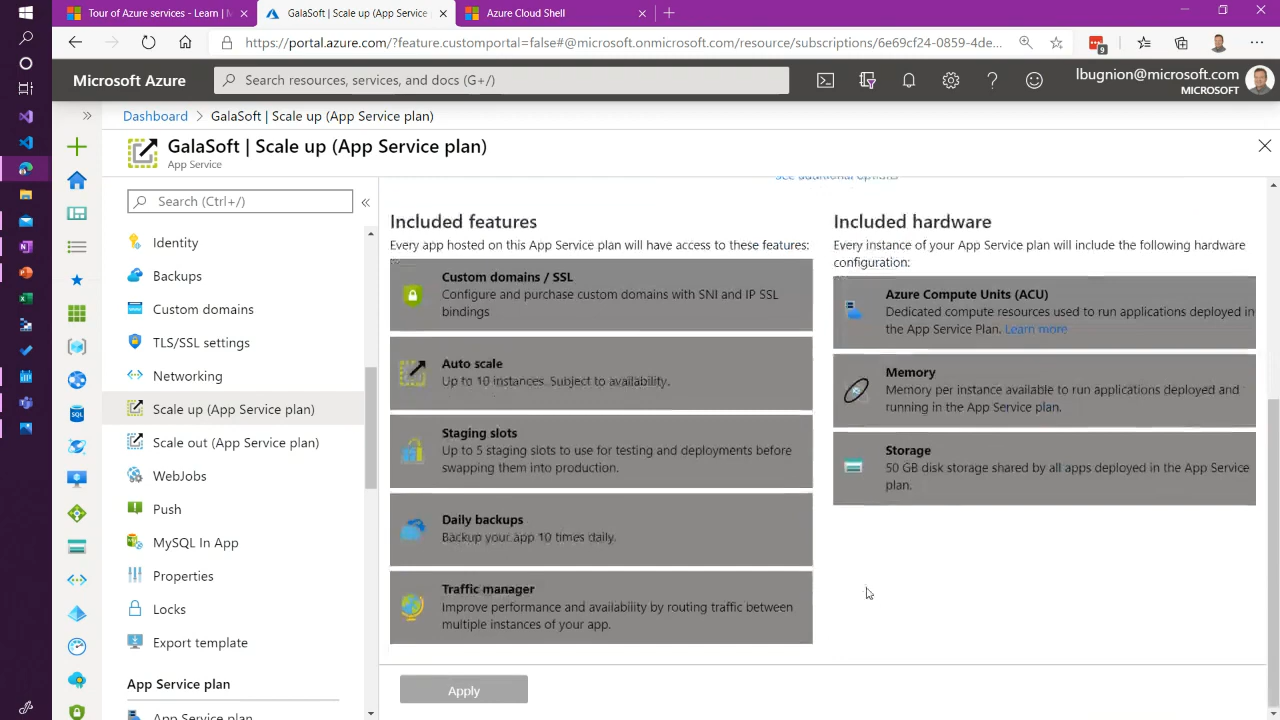 Tour of Azure services - Learn | M
GalaSoft | Scale up (App Service
Azure Cloud Shell
https://portal.azure.com/?feature.customportal=false#@microsoft.onmicrosoft.com/resource/subscriptions/6e69cf24-0859-4de...
9
Microsoft Azure
Search resources, services, and docs (G+/)
lbugnion@microsoft.com
MICROSOFT
Dashboard > GalaSoft | Scale up (App Service plan)
GalaSoft | Scale up (App Service plan)
App Service
Search (Ctrl+/)
Identity
Backups
Custom domains
TLS/SSL settings
Networking
Scale up (App Service plan)
Scale out (App Service plan)
WebJobs
Push
MySQL In App
Properties
Locks
Export template
App Service plan
App Service plan
See additional options
Included features
Every app hosted on this App Service plan will have access to these features:
Custom domains / SSL
Configure and purchase custom domains with SNI and IP SSL
bindings
Auto scale
Up to 10 instances. Subject to availability.
Staging slots
Up to 5 staging slots to use for testing and deployments before
swapping them into production.
Daily backups
Backup your app 10 times daily.
Traffic manager
Improve performance and availability by routing traffic between
multiple instances of your app.
Included hardware
Every instance of your App Service plan will include the following hardware
configuration:
Azure Compute Units (ACU)
Dedicated compute resources used to run applications deployed in
the App Service Plan. Learn more
Memory
Memory per instance available to run applications deployed and
running in the App Service plan.
Storage
50 GB disk storage shared by all apps deployed in the App Service
plan.
Apply